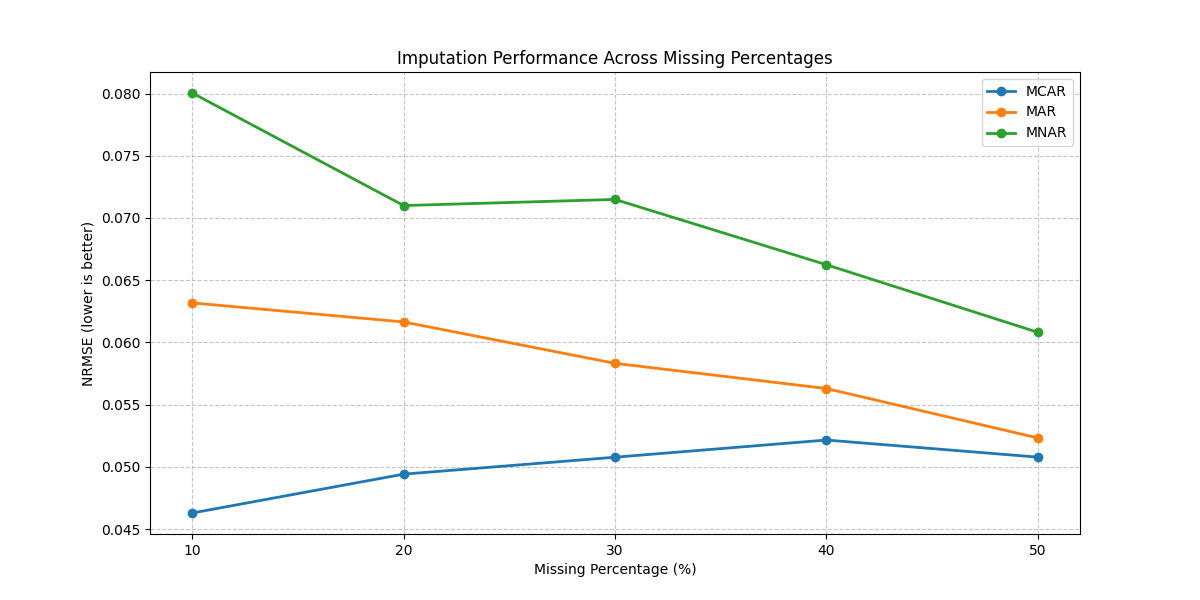 Imputation Performance Across Missing Percentages
MCAR
MAR
MNAR
NRMSE (lower is better)
0.080
0.075
0.070
0.065
0.060
0.055
0.050
0.045
10 20 30 40 50
Missing Percentage (%)